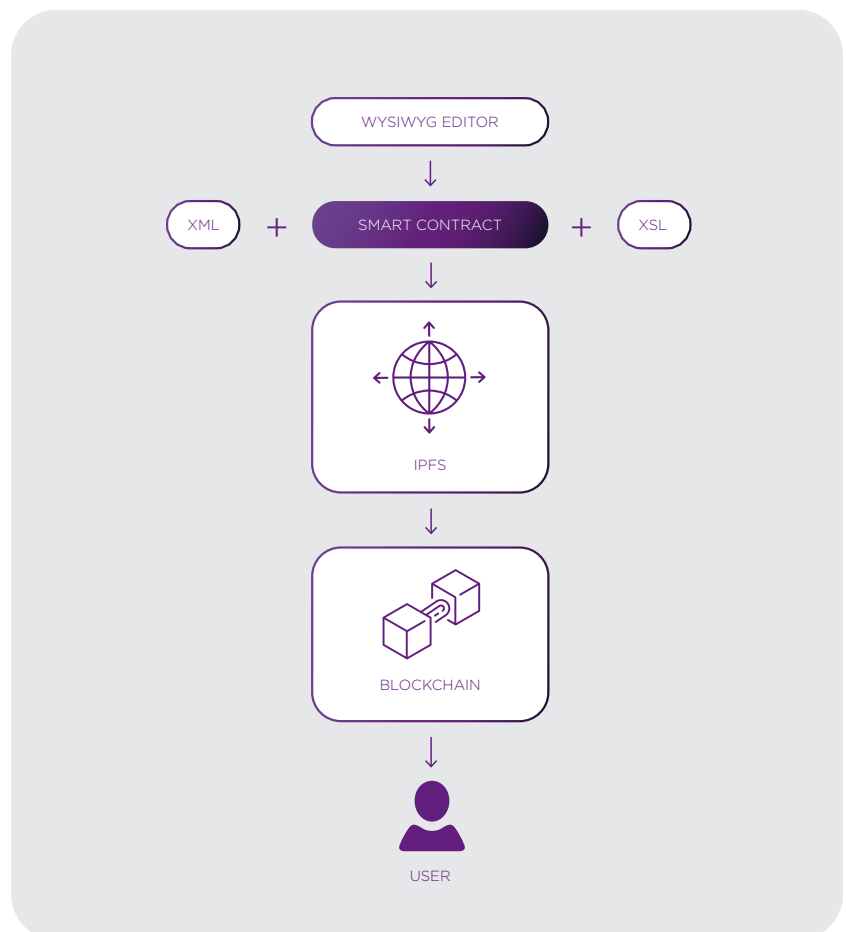 WYSIWYG EDITOR
XML + SMART CONTRACT + XSL
IPFS
BLOCKCHAIN
USER